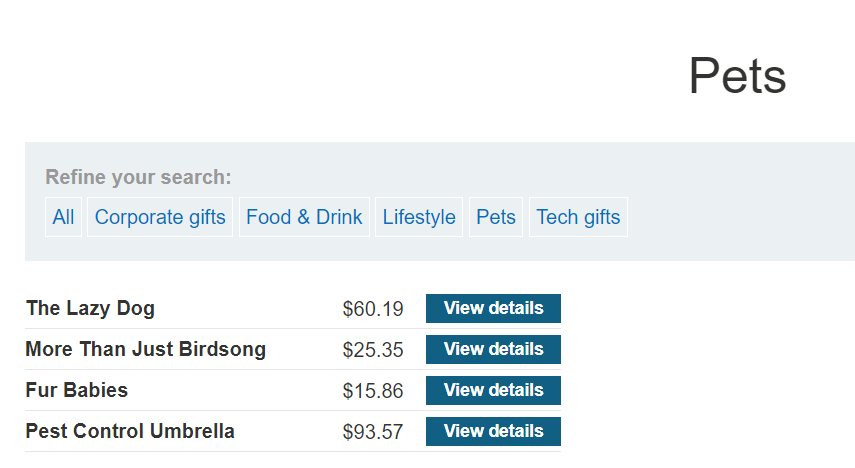 Pets
Refine your search:
All Corporate gifts Food & Drink Lifestyle Pets Tech gifts
The Lazy Dog $60.19 View details
More Than Just Birdsong $25.35 View details
Fur Babies $15.86 View details
Pest Control Umbrella $93.57 View details